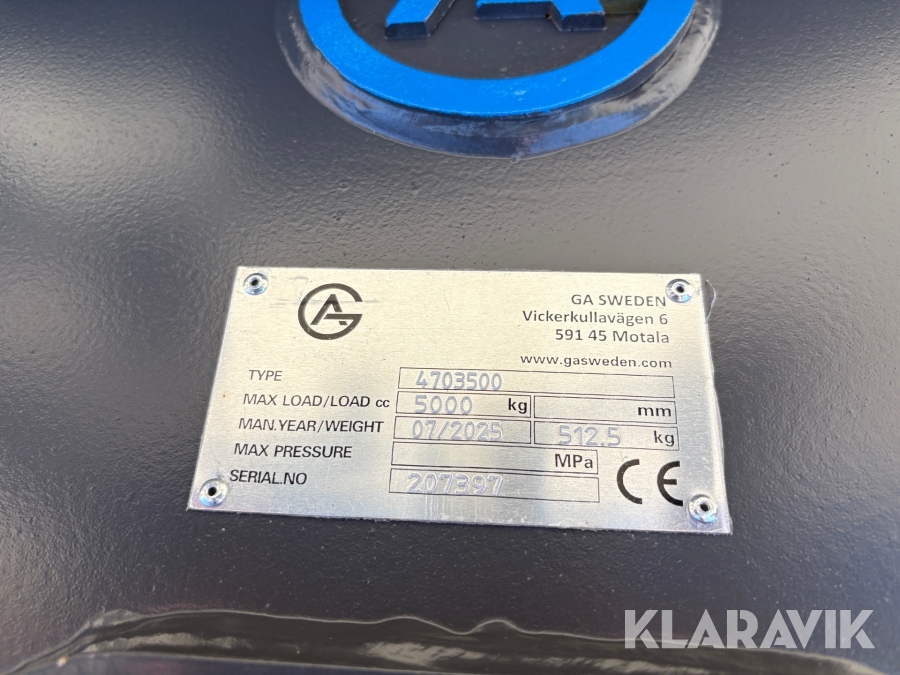 GA SWEDEN
Vickerkullavägen 6
591 45 Motala
www.gasweden.com
TYPE 4703500
MAX LOAD/LOAD cc 5000 kg mm
MAN.YEAR/WEIGHT 07/2025 512.5 kg
MAX PRESSURE MPa
SERIAL.NO 207397 CE
KLARAVIK